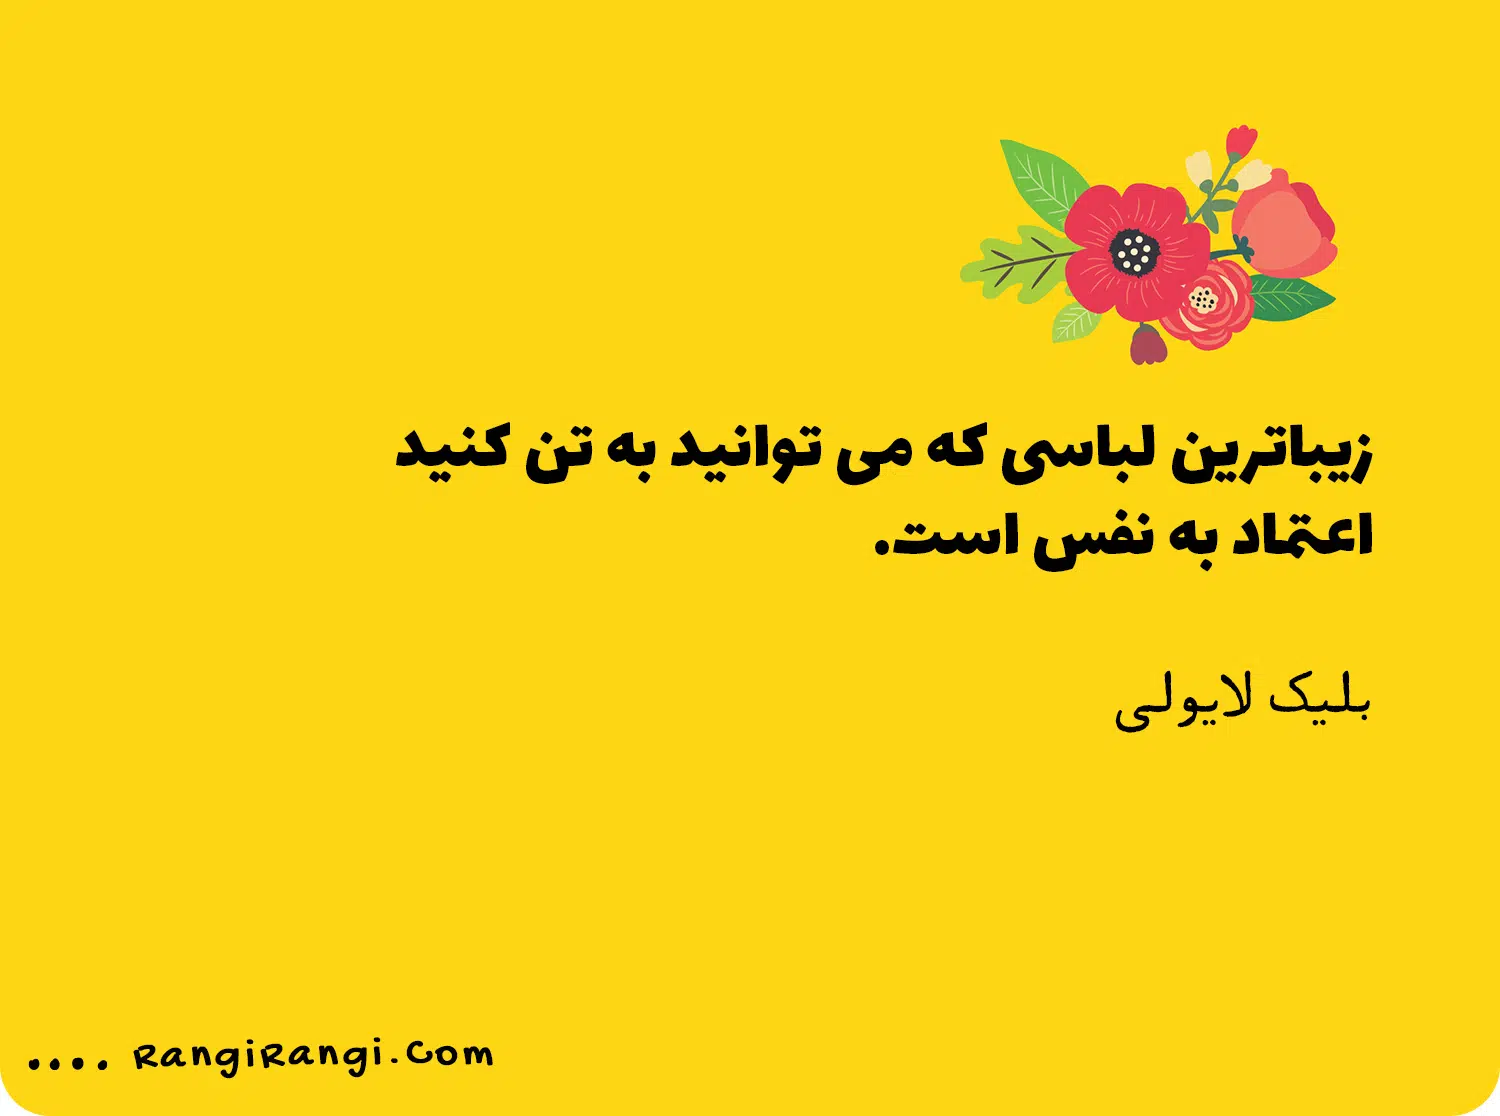 زیباترین لباسی که می توانید به تن کنید
اعتماد به نفس است.
بلیک لایولی
.... RangiRangi.com